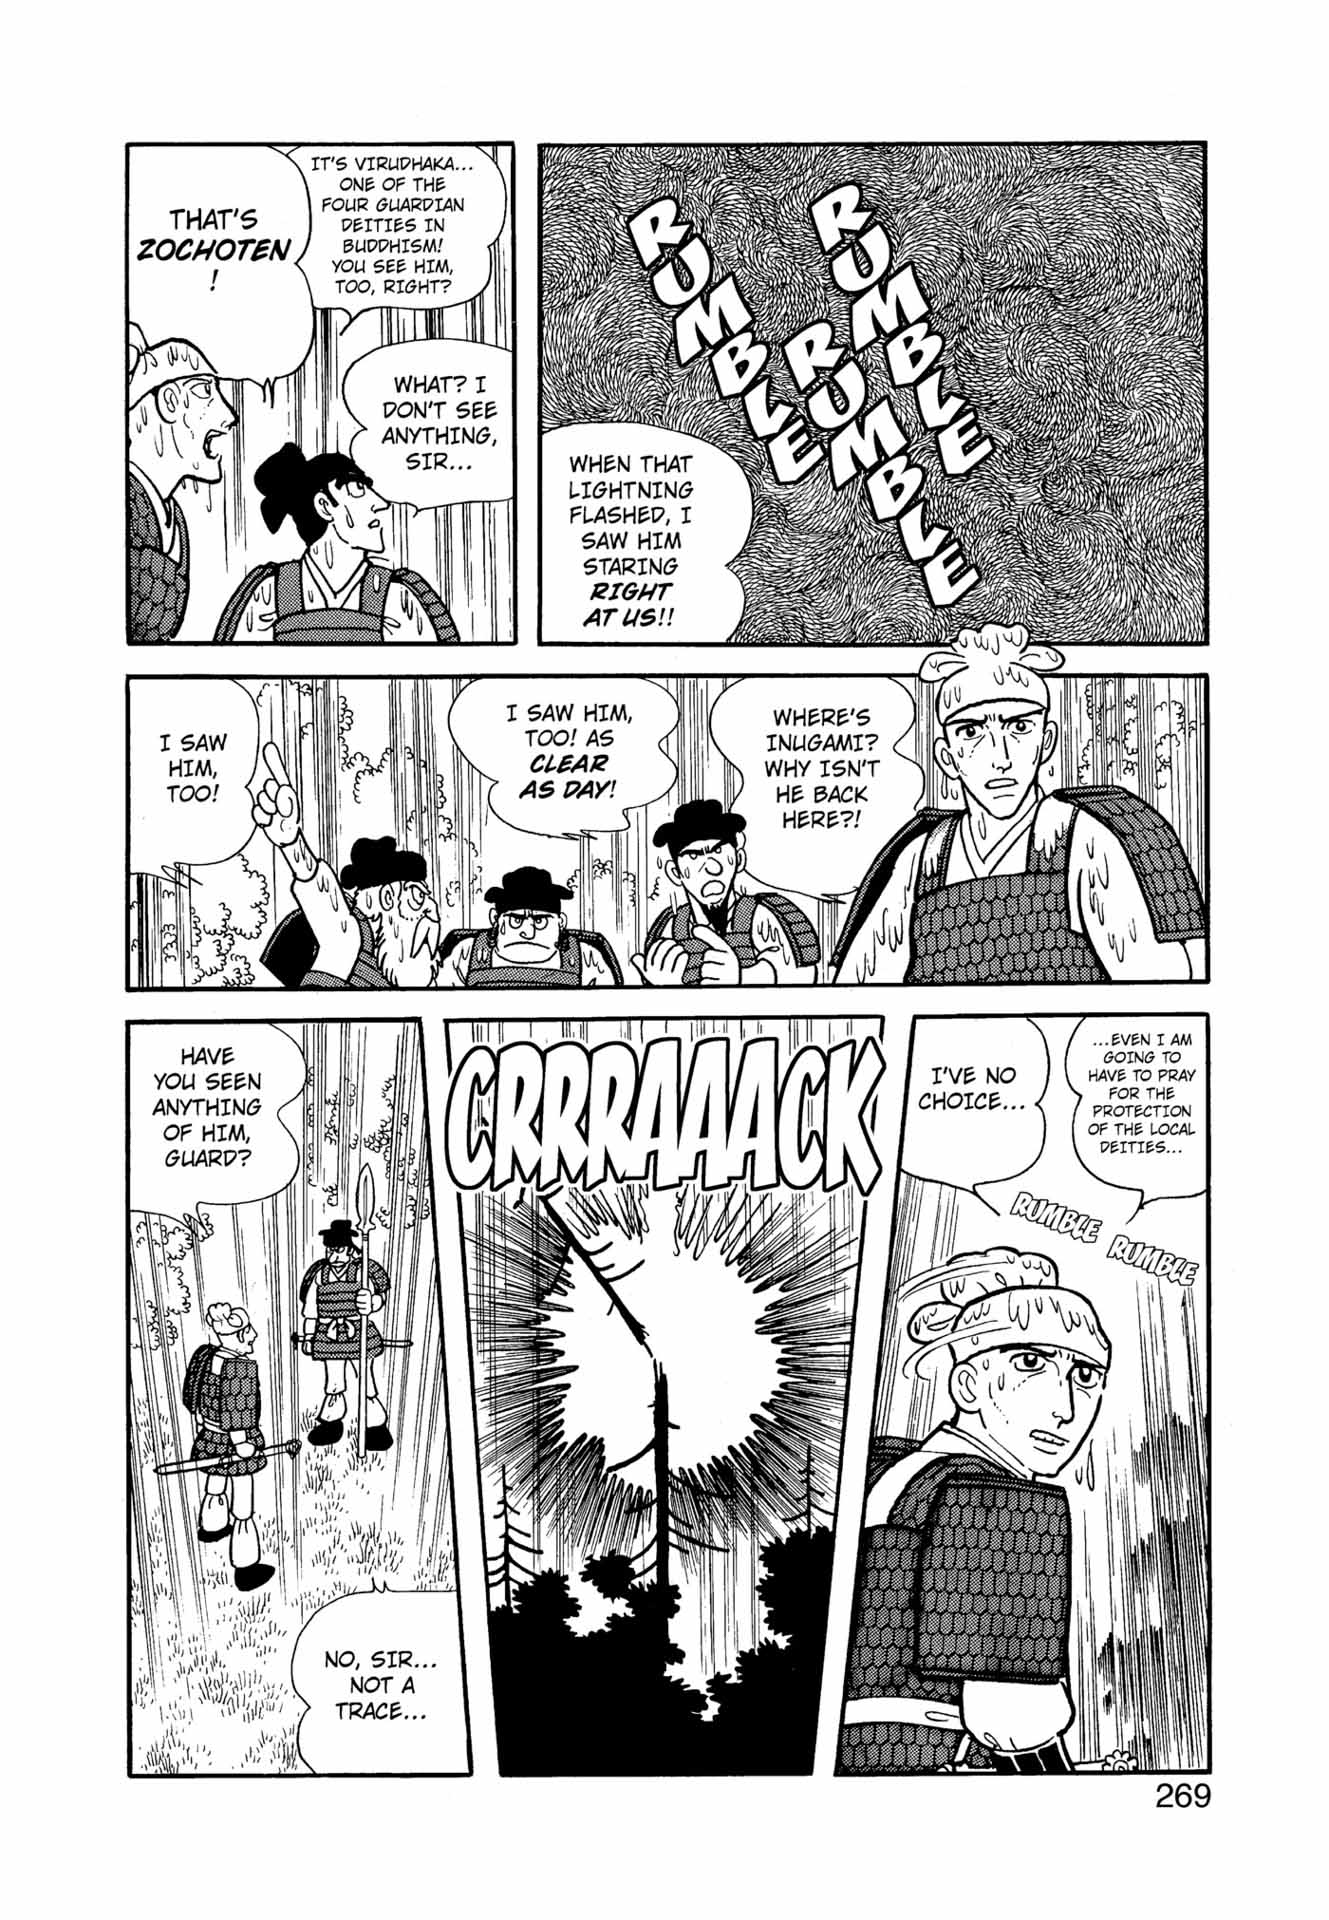 THAT'S
ZOCHOTEN
!
IT'S VIRUDHAKA...
ONE OF THE
FOUR GUARDIAN
DEITIES IN
BUDDHISM!
YOU SEE HIM,
TOO, RIGHT?
WHAT? I
DON'T SEE
ANYTHING,
SIR...
RUMBLE
RUMBLE
RUMBLE
WHEN THAT
LIGHTNING
FLASHED, I
SAW HIM
STARING
RIGHT
AT US!!
I SAW
HIM,
TOO!
I SAW HIM,
TOO! AS
CLEAR
AS DAY!
WHERE'S
INUGAMI?
WHY ISN'T
HE BACK
HERE?!
HAVE
YOU SEEN
ANYTHING
OF HIM,
GUARD?
NO, SIR...
NOT A
TRACE...
CRRRAAACK
I'VE NO
CHOICE...
...EVEN I AM
GOING TO
HAVE TO PRAY
FOR THE
PROTECTION
OF THE LOCAL
DEITIES...
RUMBLE
RUMBLE
269